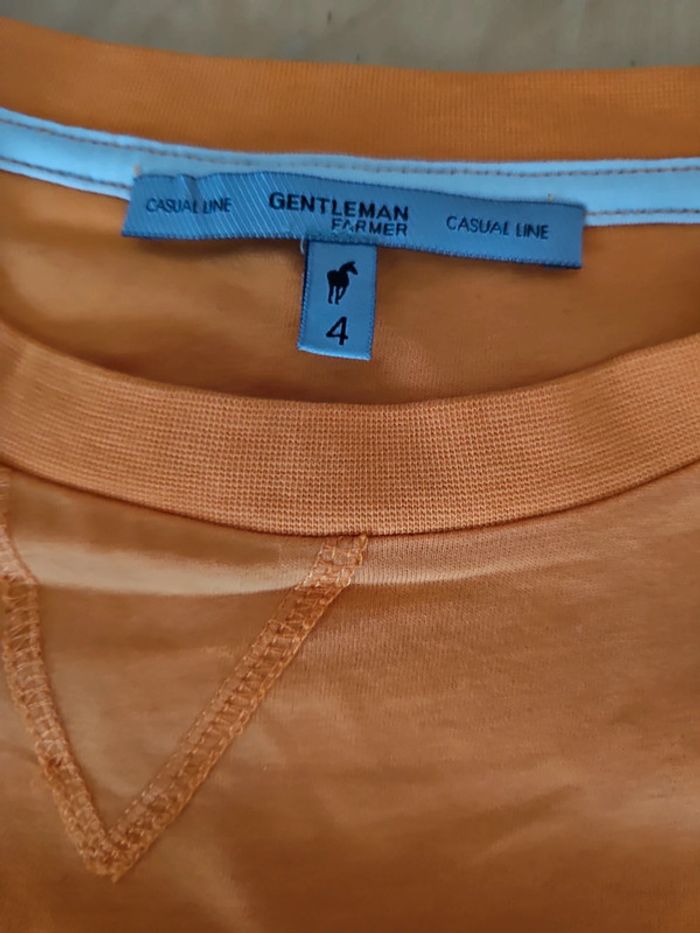 CASUAL LINE
GENTLEMAN
FARMER
CASUAL LINE
4